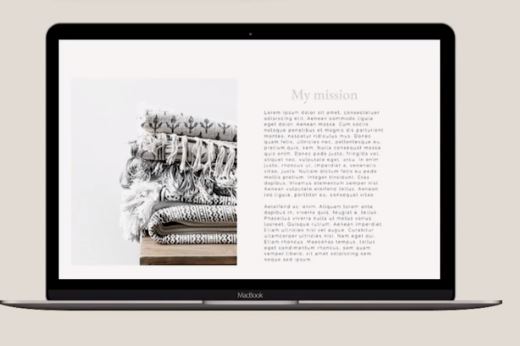 My mission
Lorem ipsum dolor sit amet, consectetuer
adipiscing elit. Aenean commodo ligula
eget dolor. Aenean massa. Cum sociis
natoque penatibus et magnis dis parturient
montes, nascetur ridiculus mus. Donec
quam felis, ultricies nec, pellentesque eu,
pretium quis, sem. Nulla consequat massa
quis enim. Donec pede justo, fringilla vel,
aliquet nec, vulputate eget, arcu. In enim
justo, rhoncus ut, imperdiet a, venenatis
vitae, justo. Nullam dictum felis eu pede
mollis pretium. Integer tincidunt. Cras
dapibus. Vivamus elementum semper nisi.
Aenean vulputate eleifend tellus. Aenean
leo ligula, porttitor eu, consequat vitae
dapibus in, viverra quis, feugiat a, tellus.
Phasellus viverra nulla ut metus varius
laoreet. Quisque rutrum. Aenean imperdiet.
Etiam ultricies nisi vel augue. Curabitur
ullamcorper ultricies nisi. Nam eget dui.
Etiam rhoncus. Maecenas tempus, tellus
eget condimentum rhoncus, sem quam
semper libero, sit amet adipiscing sem
neque sed ipsum.
MacBook